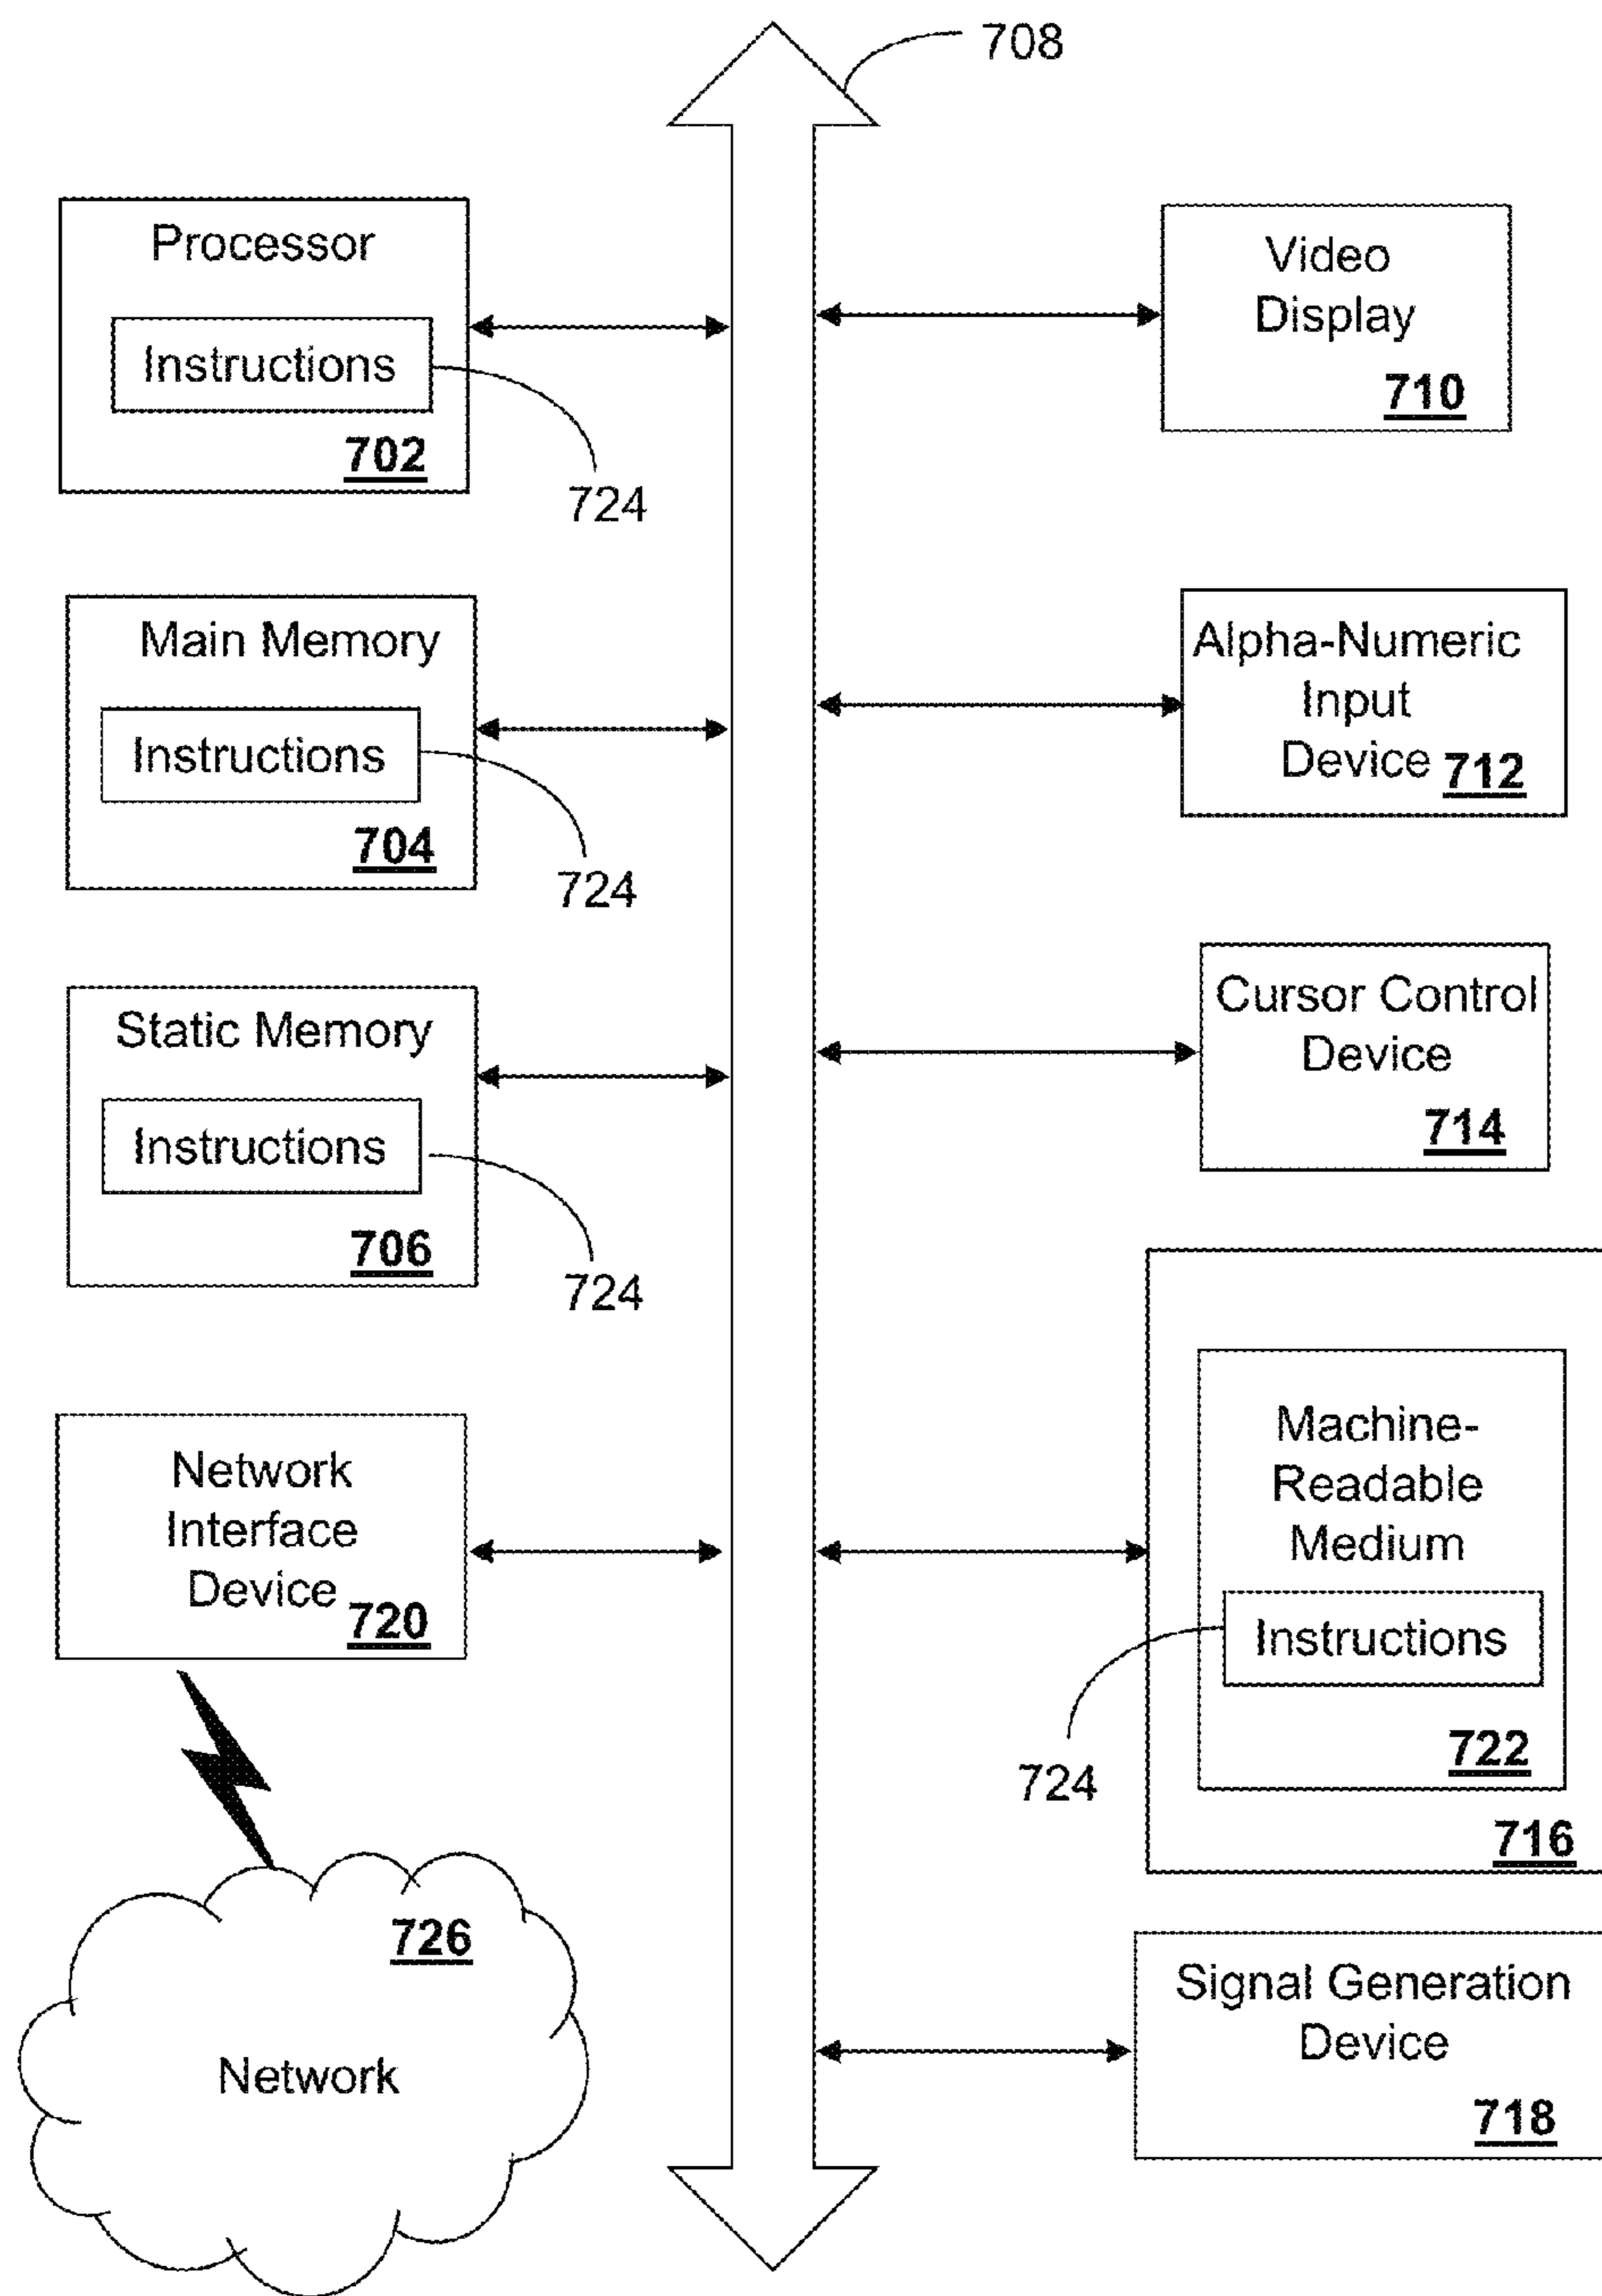 708
Processor
Instructions
702
724
Main Memory
Instructions
704
724
Static Memory
Instructions
706
724
Network
Interface
Device
720
726
Network
Video
Display
710
Alpha-Numeric
Input
Device
712
Cursor Control
Device
714
Machine-
Readable
Medium
Instructions
722
724
716
Signal Generation
Device
718